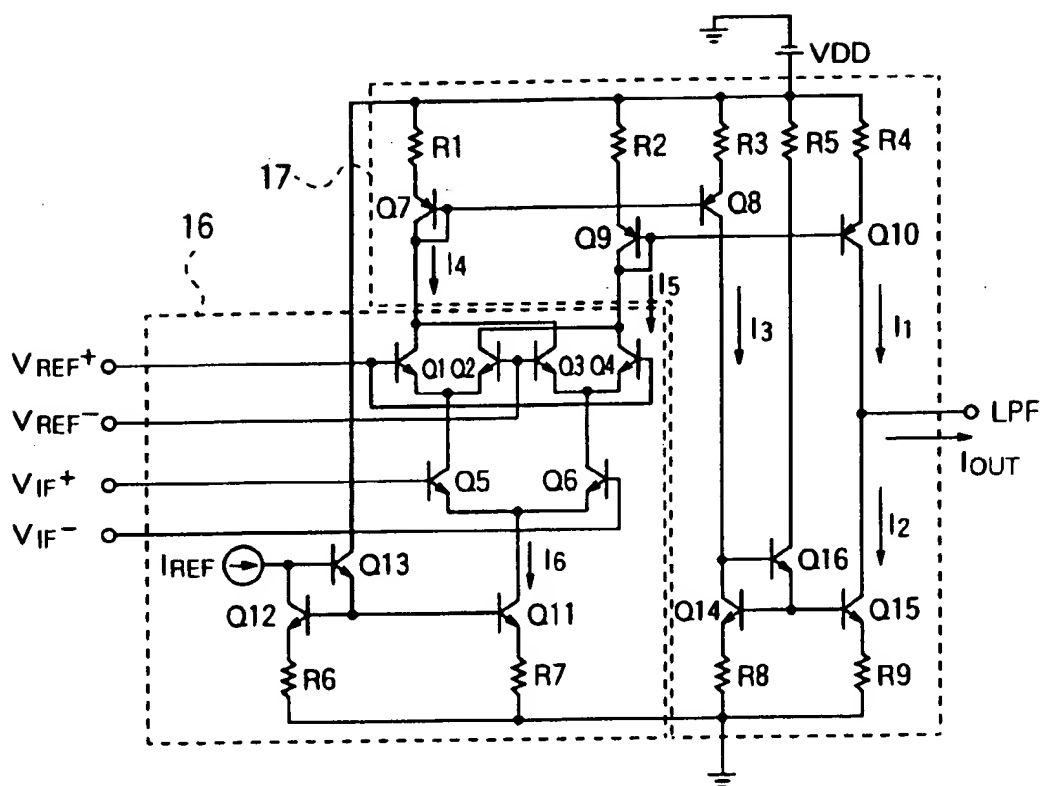 VDD
R1
R2
R3
R5
R4
17
Q7
Q8
16
Q9
Q10
I4
I5
I3
I1
VREF+
Q1
Q2
Q3
Q4
LPF
VREF-
IOUT
VIF+
Q5
Q6
I2
VIF-
IREF
Q13
I6
Q16
Q12
Q11
Q14
Q15
R6
R7
R8
R9